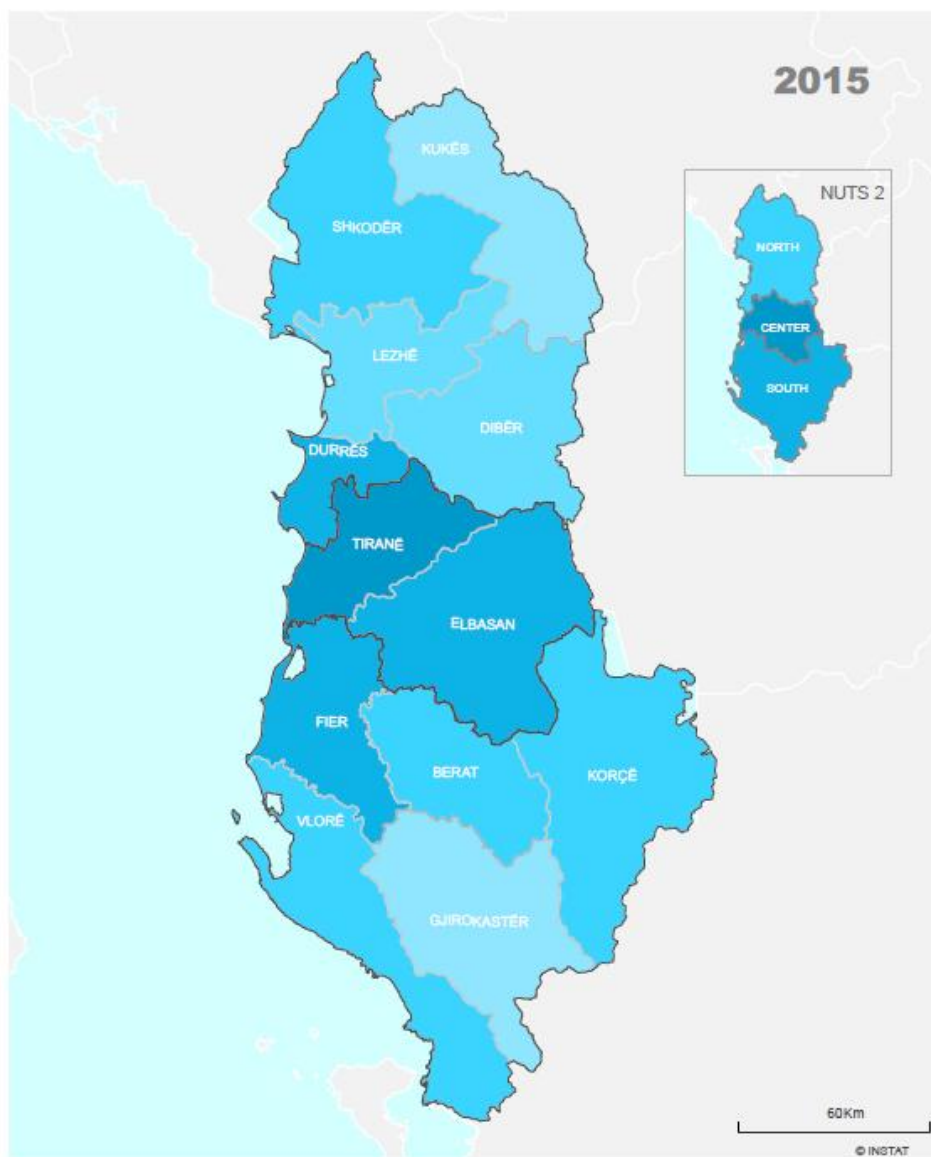 2015
KUKËS
NUTS 2
SHKODËR
NORTH
CENTER
LEZHË
SOUTH
DIBËR
DURRËS
TIRANË
ELBASAN
FIER
BERAT
KORÇË
VLORË
GJIROKASTËR
60Km
© INSTAT